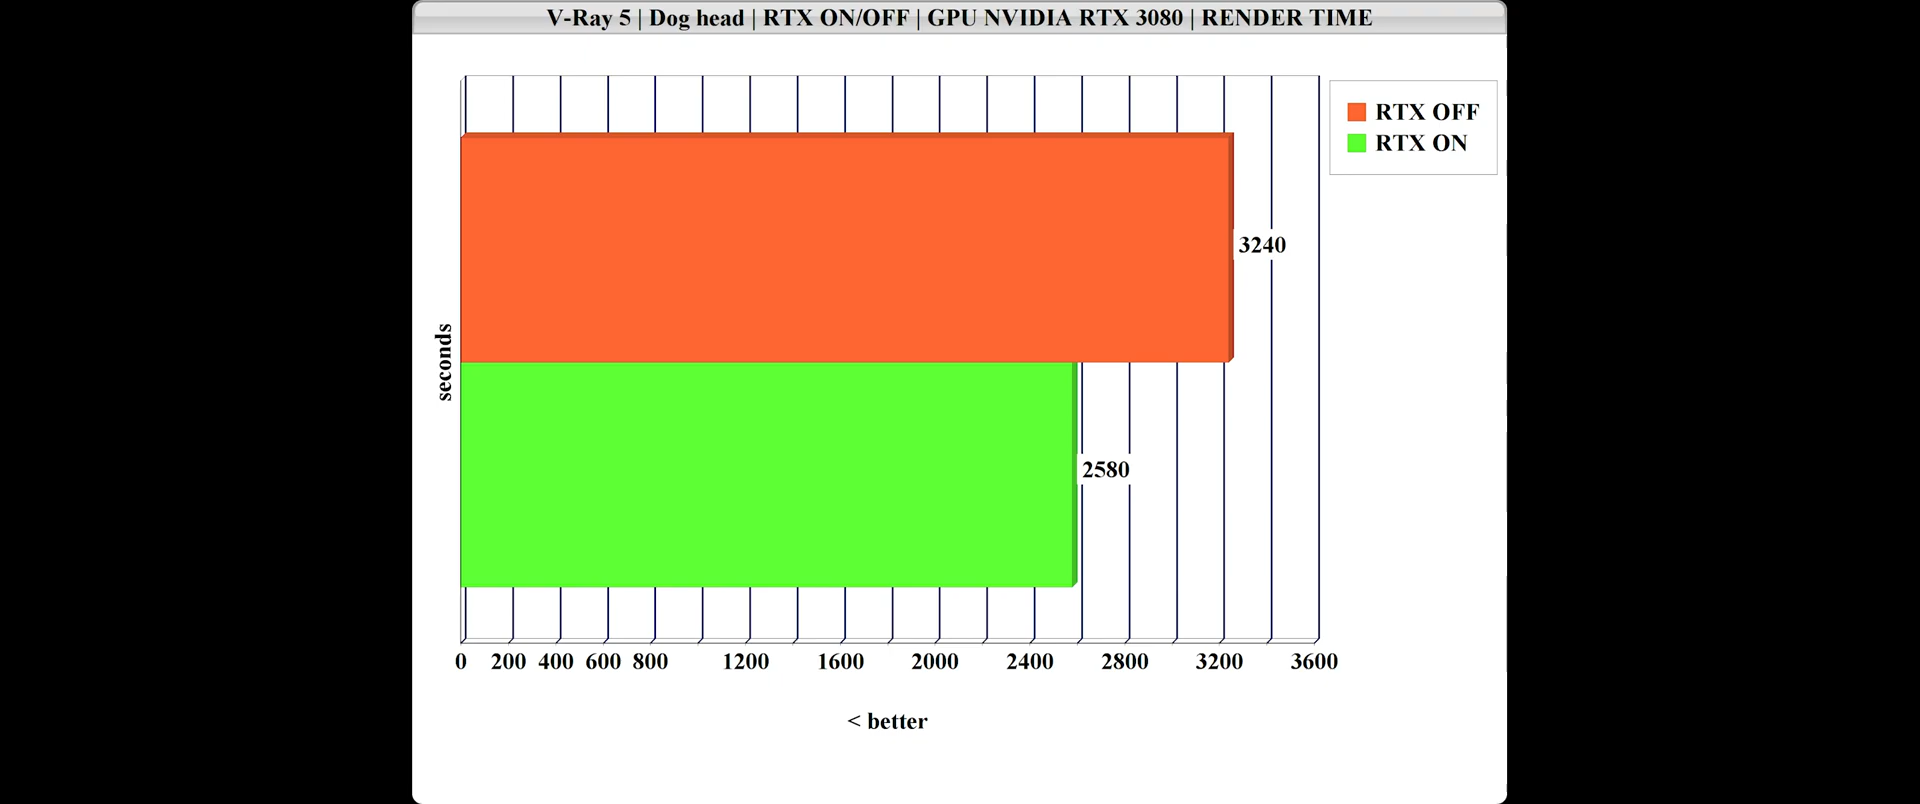 V-Ray 5 | Dog head | RTX ON/OFF | GPU NVIDIA RTX 3080 | RENDER TIME
RTX OFF
RTX ON
3240
seconds
2580
0 200 400 600 800 1200 1600 2000 2400 2800 3200 3600
< better